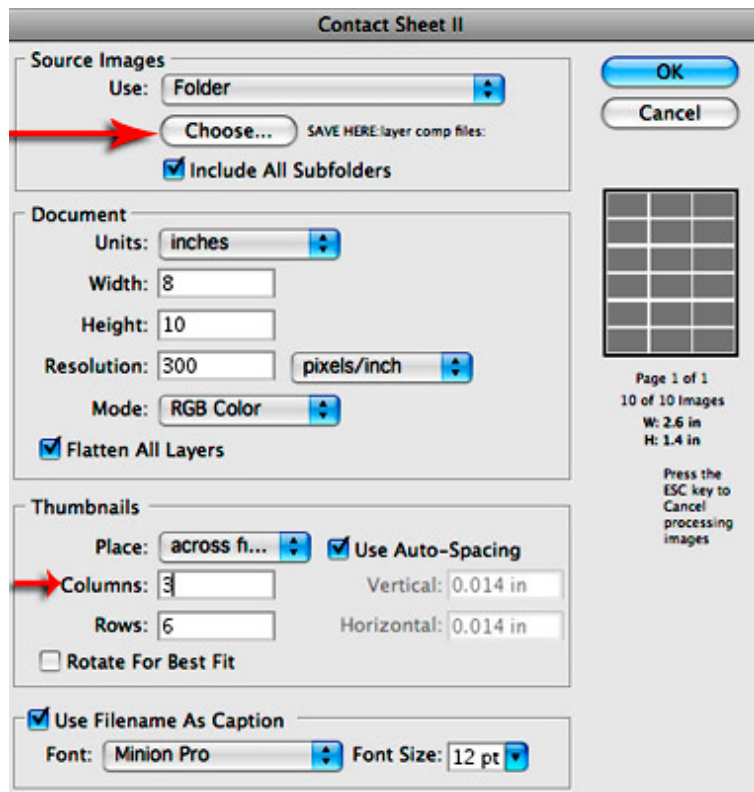 Contact Sheet II
Source Images
Use: Folder
Choose... SAVE HERE:layer comp files:
Include All Subfolders
OK
Cancel
Document
Units: inches
Width: 8
Height: 10
Resolution: 300 pixels/inch
Mode: RGB Color
Flatten All Layers
Page 1 of 1
10 of 10 Images
W: 2.6 in
H: 1.4 in
Press the
ESC key to
Cancel
processing
images
Thumbnails
Place: across fi... Use Auto-Spacing
Columns: 3 Vertical: 0.014 in
Rows: 6 Horizontal: 0.014 in
Rotate For Best Fit
Use Filename As Caption
Font: Minion Pro Font Size: 12 pt